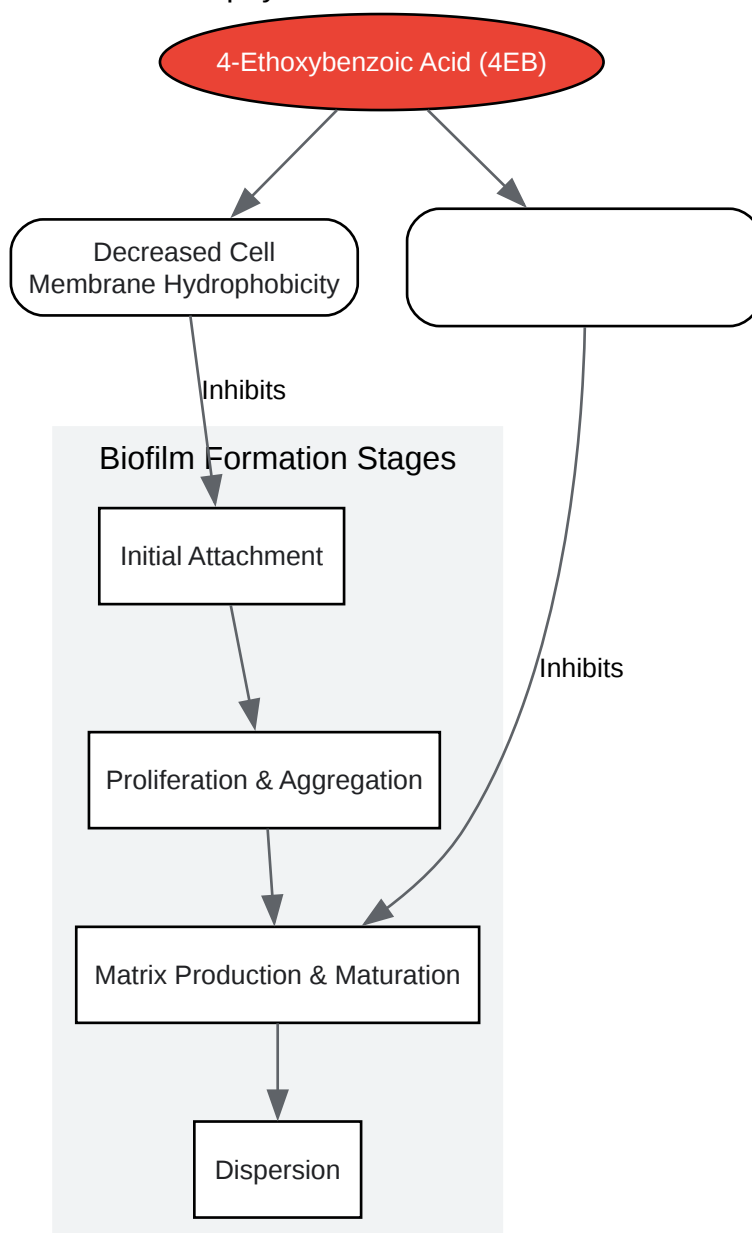 4-Ethoxybenzoic Acid (4EB)
Decreased Cell
Membrane Hydrophobicity
Inhibits
Biofilm Formation Stages
Initial Attachment
Inhibits
Proliferation & Aggregation
Matrix Production & Maturation
Dispersion